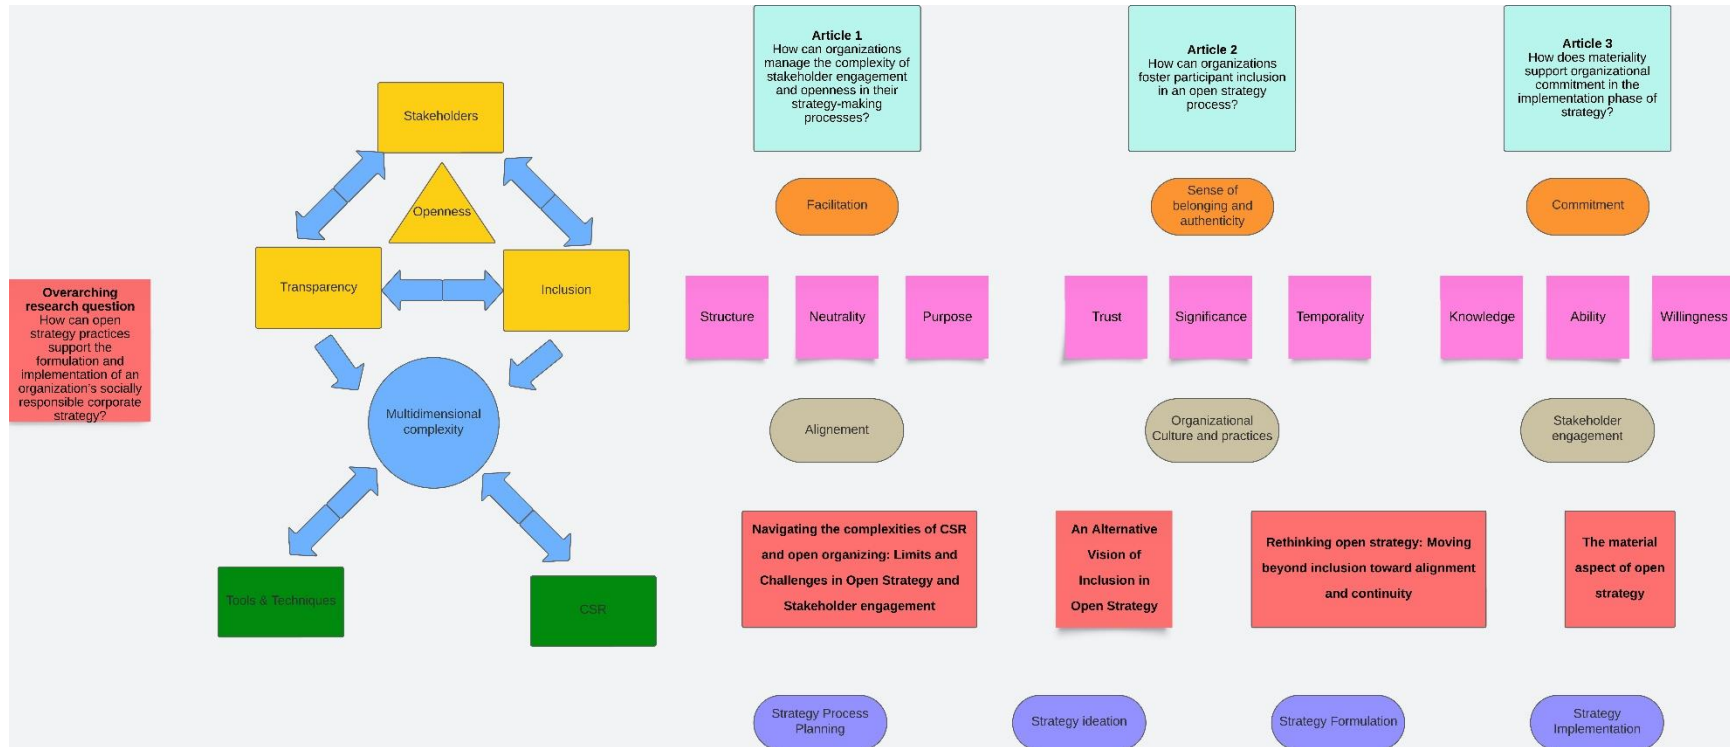 Overarching
research question
How can open
strategy practices
support the
formulation and
implementation of an
organization's socially
responsible corporate
strategy?
Stakeholders
Openness
Transparency
Inclusion
Multidimensional
complexity
Tools & Techniques
CSR
Article 1
How can organizations
manage the complexity of
stakeholder engagement
and openness in their
strategy-making
processes?
Article 2
How can organizations
foster participant inclusion
in an open strategy
process?
Article 3
How does materiality
support organizational
commitment in the
implementation phase of
strategy?
Facilitation
Sense of
belonging and
authenticity
Commitment
Structure
Neutrality
Purpose
Trust
Significance
Temporality
Knowledge
Ability
Willingness
Alignement
Organizational
Culture and practices
Stakeholder
engagement
Navigating the complexities of CSR
and open organizing: Limits and
Challenges in Open Strategy and
Stakeholder engagement
An Alternative
Vision of
Inclusion in
Open Strategy
Rethinking open strategy: Moving
beyond inclusion toward alignment
and continuity
The material
aspect of open
strategy
Strategy Process
Planning
Strategy ideation
Strategy Formulation
Strategy
Implementation